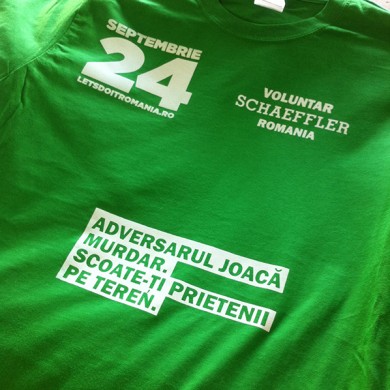 SEPTEMBRIE
24
LETSDOITROMANIA.RO
VOLUNTAR
SCHAEFFLER
ROMANIA
ADVERSARUL JOACĂ
MURDAR.
SCOATE-ȚI PRIETENII
PE TEREN.